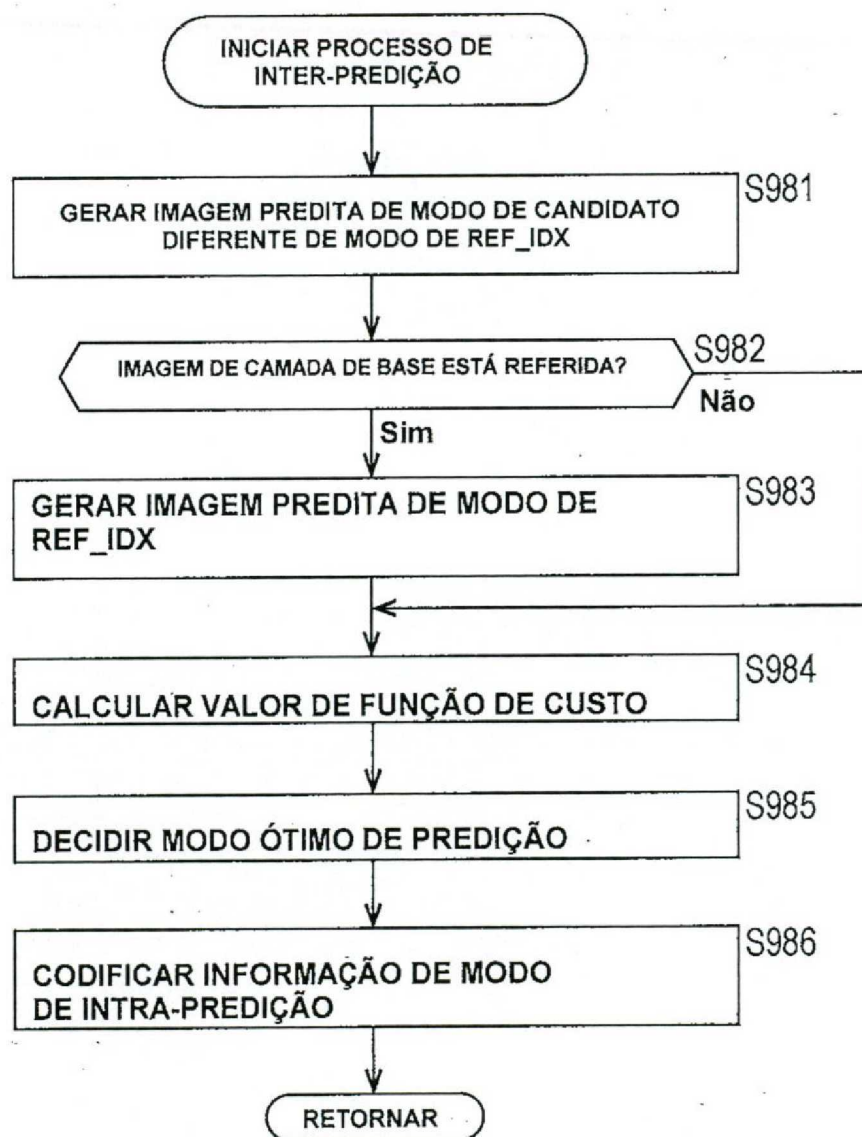 INICIAR PROCESSO DE
INTER-PREDIÇÃO
S981
GERAR IMAGEM PREDITA DE MODO DE CANDIDATO
DIFERENTE DE MODO DE REF_IDX
S982
IMAGEM DE CAMADA DE BASE ESTÁ REFERIDA?
Não
Sim
S983
GERAR IMAGEM PREDITA DE MODO DE
REF_IDX
S984
CALCULAR VALOR DE FUNÇÃO DE CUSTO
S985
DECIDIR MODO ÓTIMO DE PREDIÇÃO
S986
CODIFICAR INFORMAÇÃO DE MODO
DE INTRA-PREDIÇÃO
RETORNAR